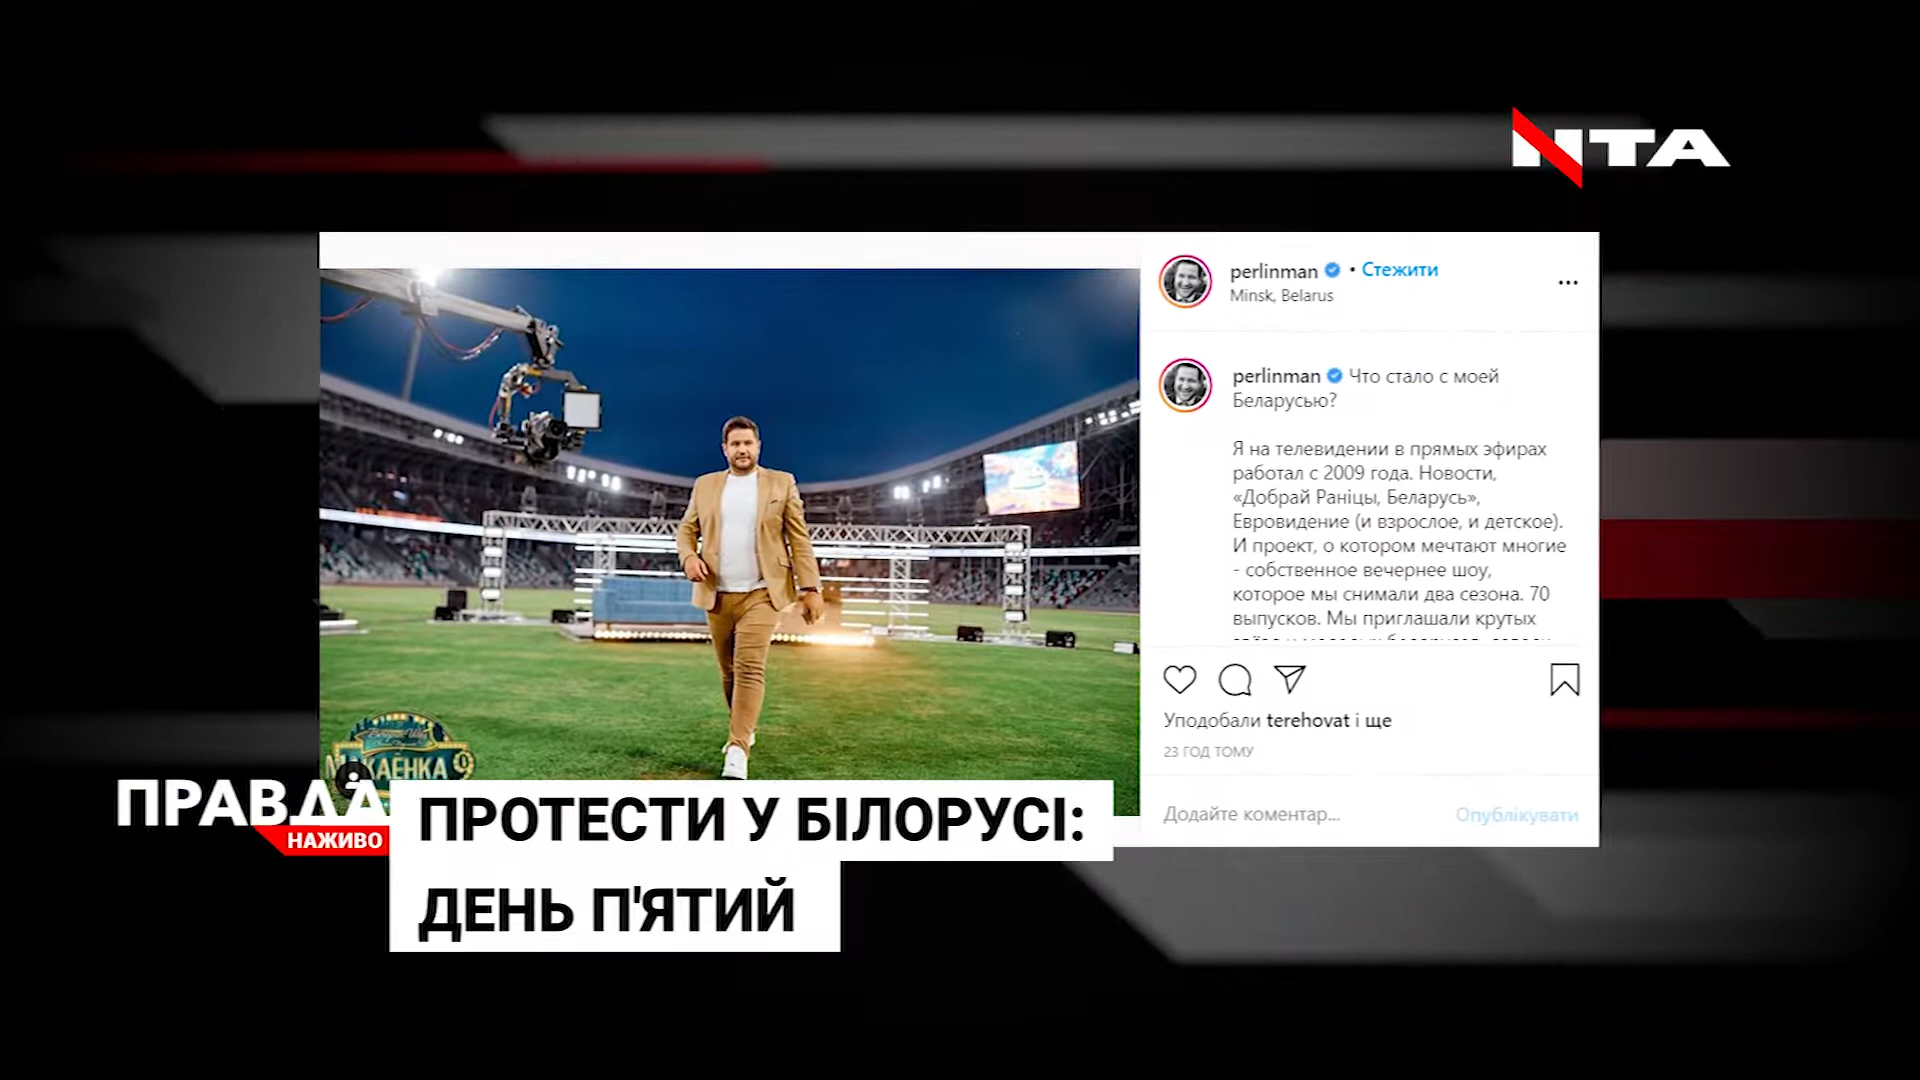 NTA
perlinman • Стежити
Minsk, Belarus
perlinman Что стало с моей
Беларусью?
Я на телевидении в прямых эфирах
работал с 2009 года. Новости,
«Добрай Раніцы, Беларусь»,
Евровидение (и взрослое, и детское).
И проект, о котором мечтают многие
- собственное вечернее шоу,
которое мы снимали два сезона. 70
выпусков. Мы приглашали крутых
Уподобали terehovat і ще
23 ГОД ТОМУ
Додайте коментар...
Опублікувати
МАКАЁНКА 9
ПРАВДА
НАЖИВО
ПРОТЕСТИ У БІЛОРУСІ:
ДЕНЬ П'ЯТИЙ